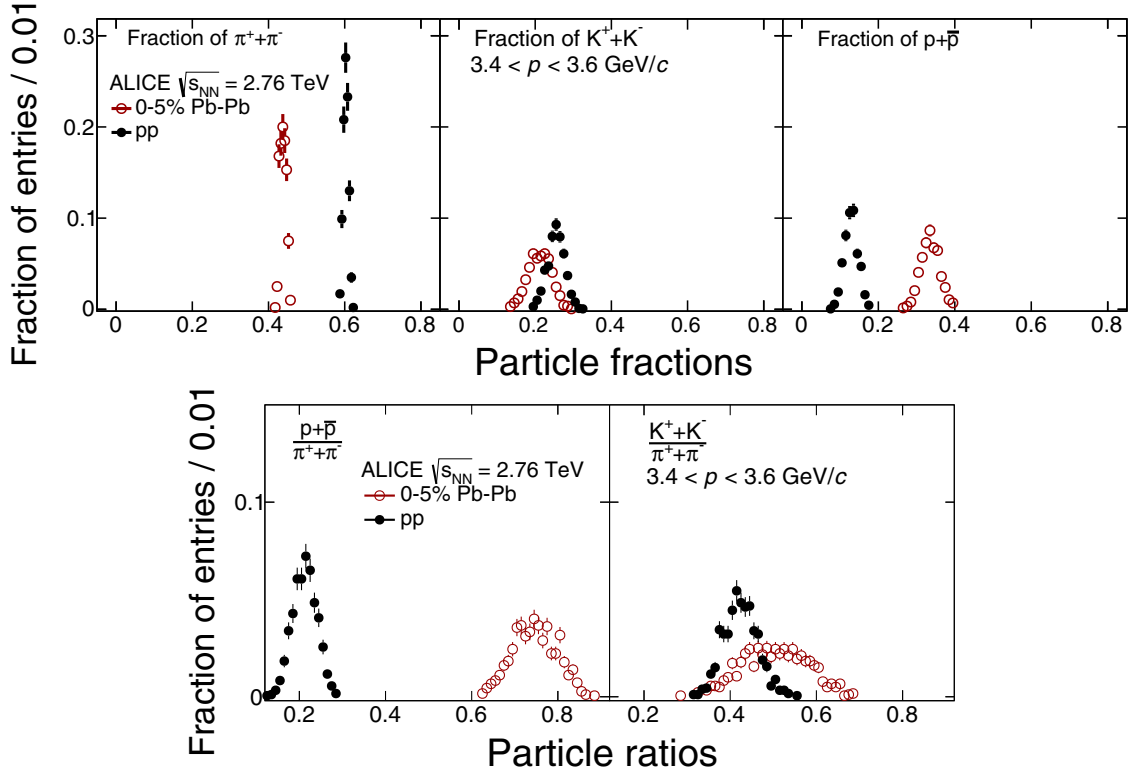 Fraction of entries / 0.01
0.3
0.2
0.1
0
Fraction of π⁺+π⁻
ALICE √s_NN = 2.76 TeV
0-5% Pb-Pb
pp
Fraction of K⁺+K⁻
3.4 < p < 3.6 GeV/c
Fraction of p+p̅
0 0.2 0.4 0.6 0.8 0 0.2 0.4 0.6 0.8 0 0.2 0.4 0.6 0.8
Particle fractions
Fraction of entries / 0.01
0.1
0
p+p̅
π⁺+π⁻
ALICE √s_NN = 2.76 TeV
0-5% Pb-Pb
pp
K⁺+K⁻
π⁺+π⁻
3.4 < p < 3.6 GeV/c
0.2 0.4 0.6 0.8 0.2 0.4 0.6 0.8
Particle ratios